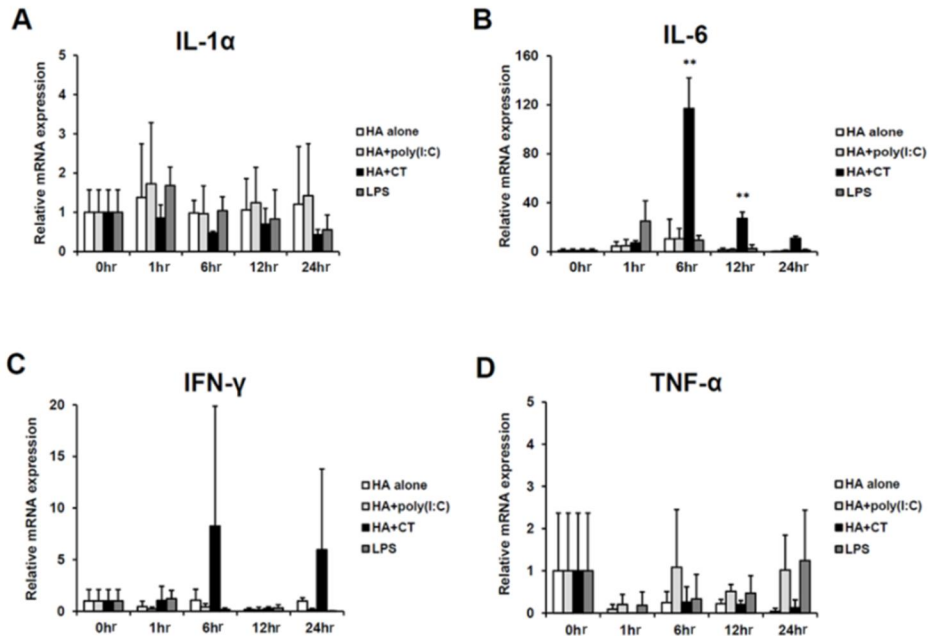 A
IL-1α
Relative mRNA expression
5
4
3
2
1
0
0hr 1hr 6hr 12hr 24hr
HA alone
HA+poly(I:C)
HA+CT
LPS
B
IL-6
Relative mRNA expression
160
120
80
40
0
**
**
0hr 1hr 6hr 12hr 24hr
HA alone
HA+poly(I:C)
HA+CT
LPS
C
IFN-γ
Relative mRNA expression
20
15
10
5
0
0hr 1hr 6hr 12hr 24hr
HA alone
HA+poly(I:C)
HA+CT
LPS
D
TNF-α
Relative mRNA expression
5
4
3
2
1
0
0hr 1hr 6hr 12hr 24hr
HA alone
HA+poly(I:C)
HA+CT
LPS